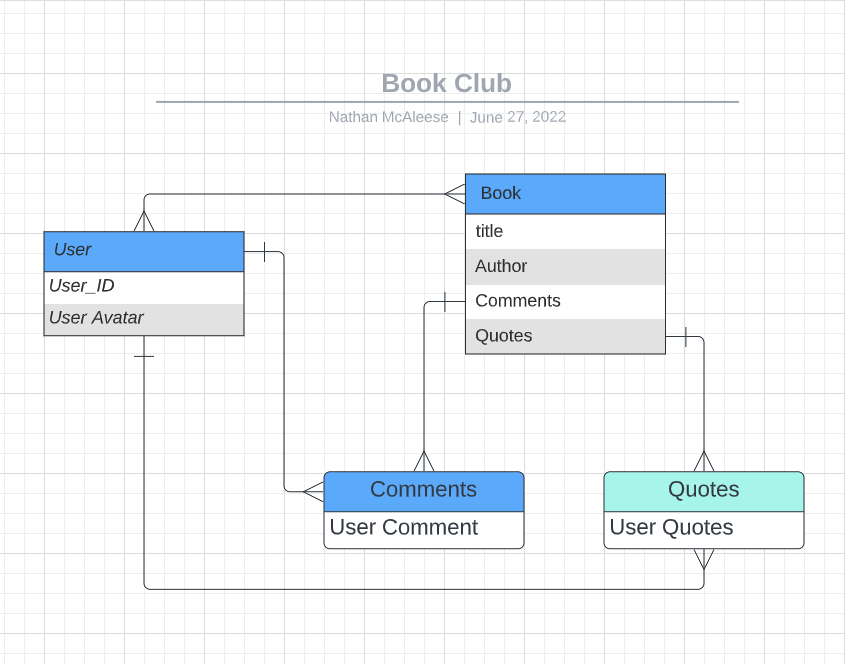 Book Club
Nathan McAleese | June 27, 2022
Book
title
Author
Comments
Quotes
User
User_ID
User Avatar
Comments
User Comment
Quotes
User Quotes